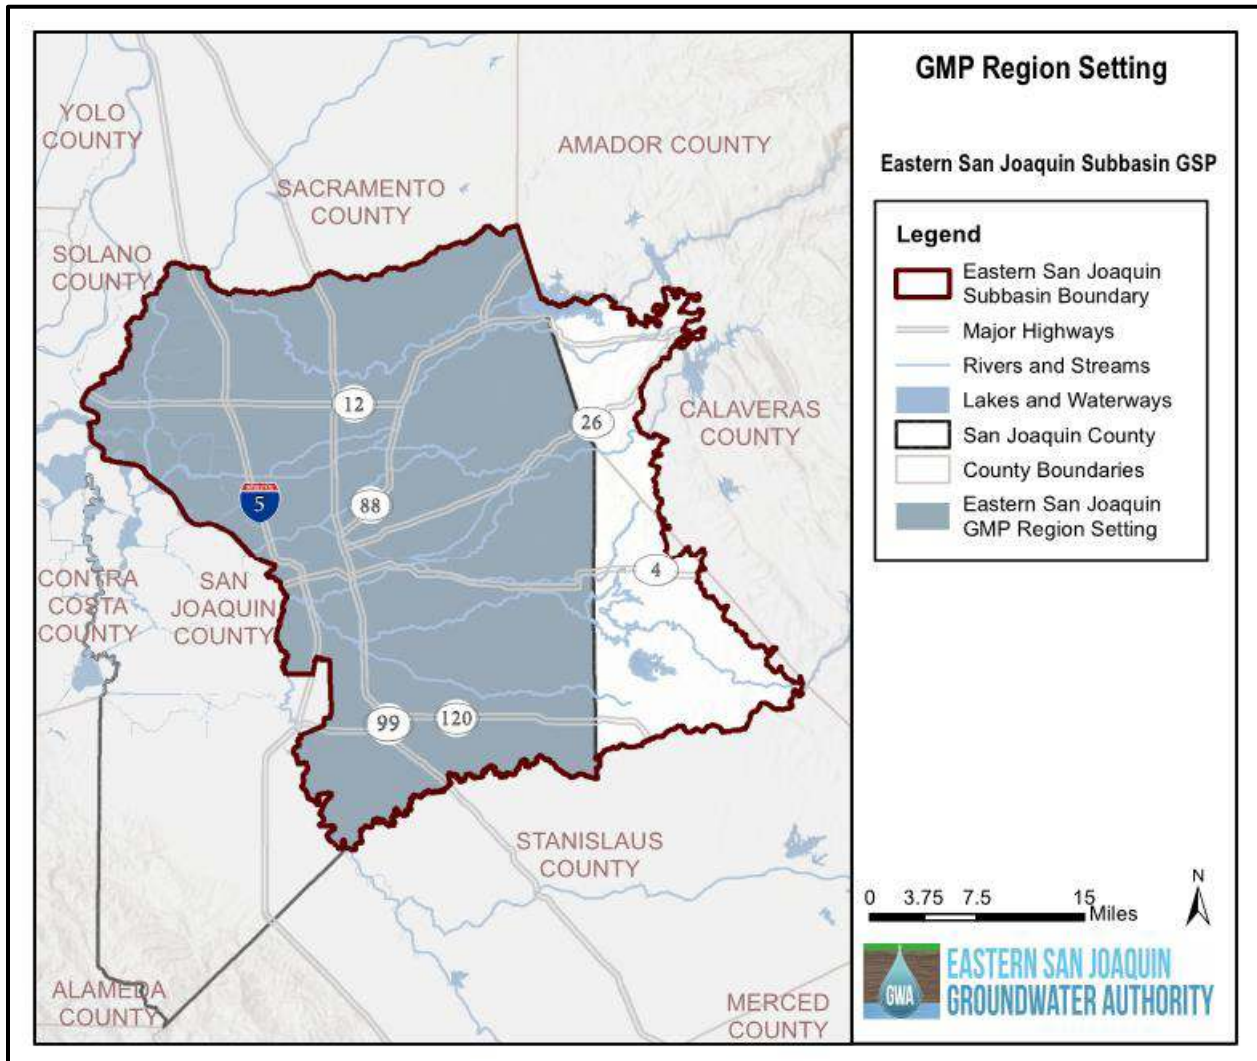 GMP Region Setting
Eastern San Joaquin Subbasin GSP
Legend
Eastern San Joaquin
Subbasin Boundary
Major Highways
Rivers and Streams
Lakes and Waterways
San Joaquin County
County Boundaries
Eastern San Joaquin
GMP Region Setting
YOLO
COUNTY
AMADOR COUNTY
SACRAMENTO
COUNTY
SOLANO
COUNTY
12
26
CALAVERAS
COUNTY
5
88
4
CONTRA
COSTA
COUNTY
SAN
JOAQUIN
COUNTY
99
120
STANISLAUS
COUNTY
ALAMEDA
COUNTY
MERCED
COUNTY
N
0 3.75 7.5 15
Miles
GWA
EASTERN SAN JOAQUIN
GROUNDWATER AUTHORITY